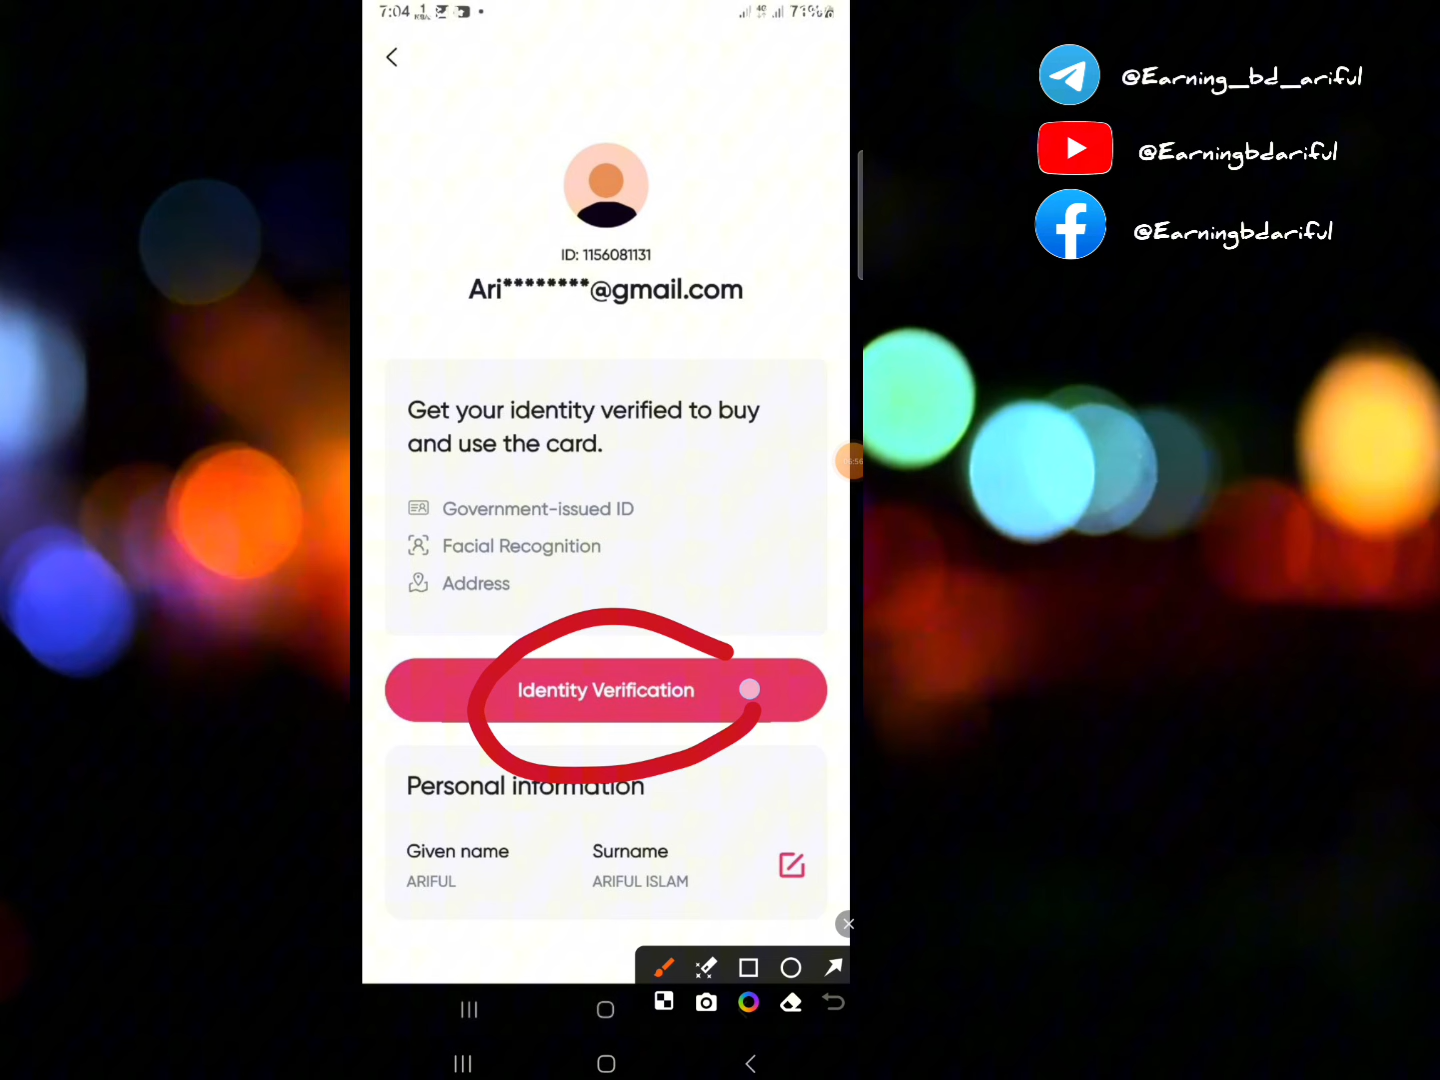 7:04
4G
@Earning_bd_ariful
@Earningbdariful
@Earningbdariful
ID: 1156081131
Ari********@gmail.com
Get your identity verified to buy
and use the card.
Government-issued ID
Facial Recognition
Address
Identity Verification
Personal information
Given name
Surname
ARIFUL
ARIFUL ISLAM